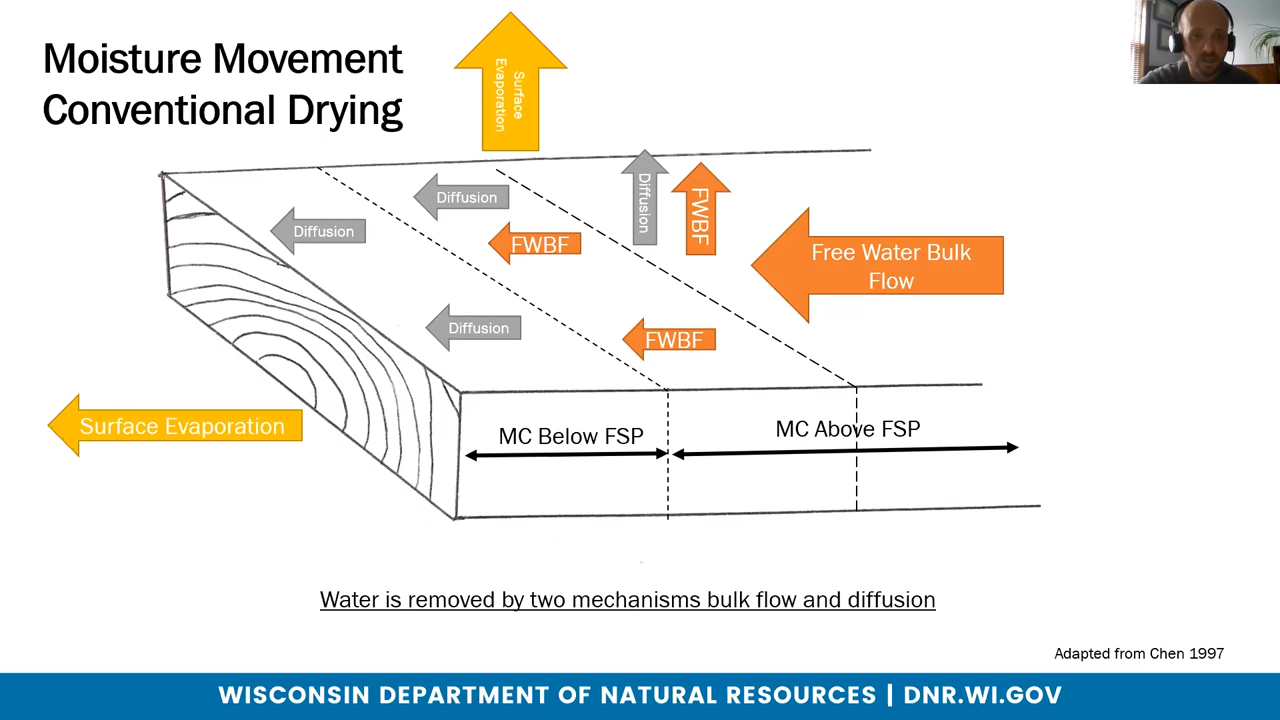 Moisture Movement
Conventional Drying
Surface
Evaporation
Diffusion
Diffusion
FWBF
Diffusion
Diffusion
FWBF
Free Water Bulk
Flow
FWBF
Surface Evaporation
MC Below FSP
MC Above FSP
Water is removed by two mechanisms bulk flow and diffusion
Adapted from Chen 1997
WISCONSIN DEPARTMENT OF NATURAL RESOURCES | DNR.WI.GOV